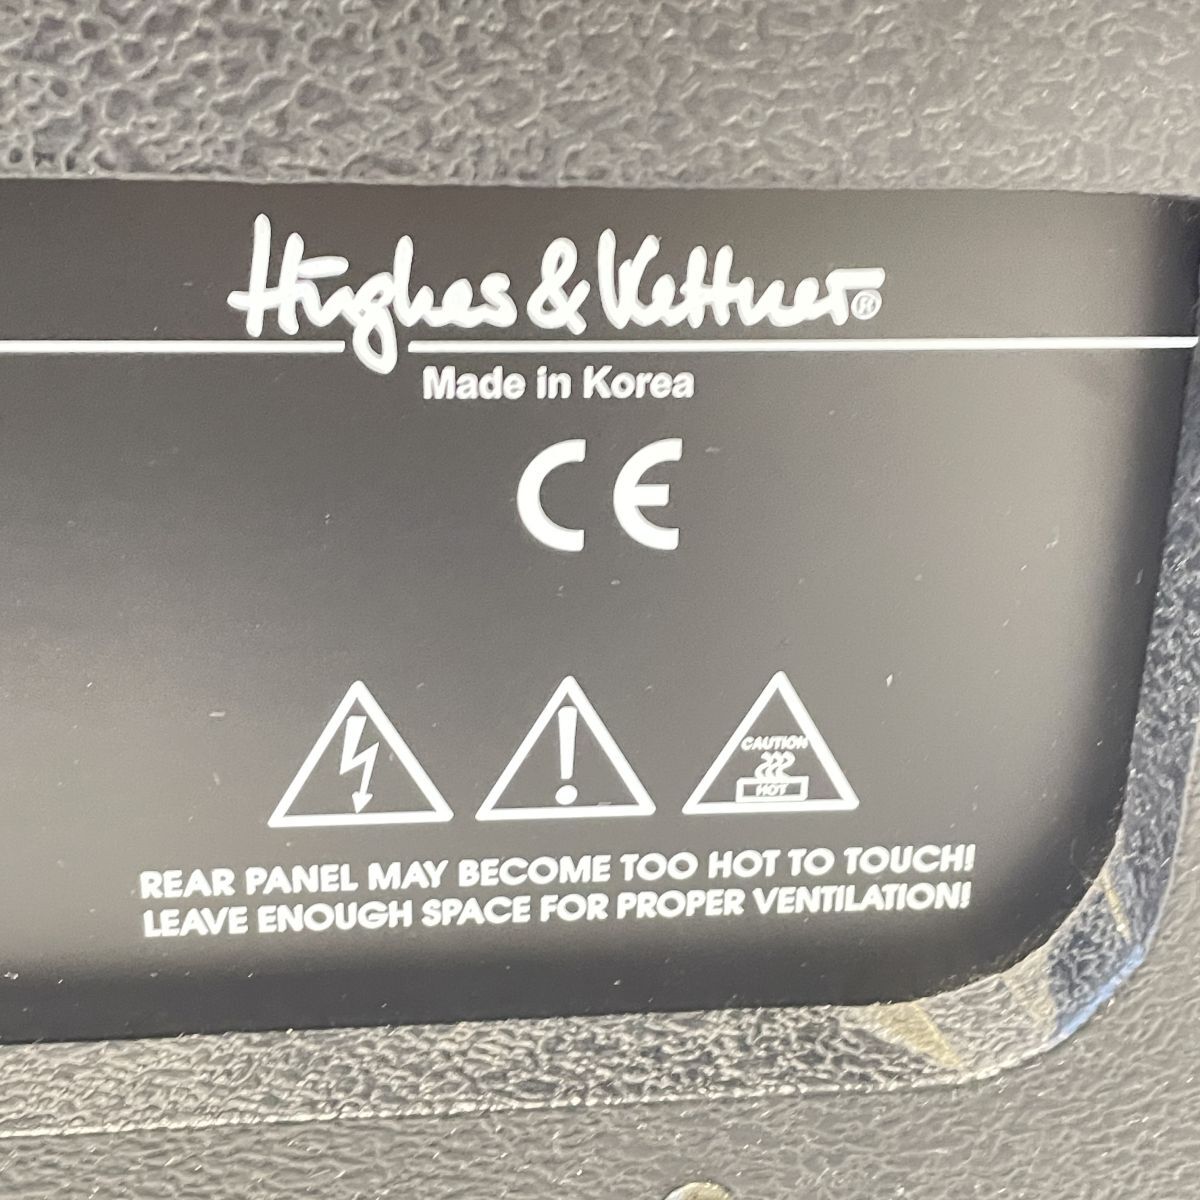 Hughes & Kettner®
Made in Korea
CE
CAUTION
HOT
REAR PANEL MAY BECOME TOO HOT TO TOUCH!
LEAVE ENOUGH SPACE FOR PROPER VENTILATION!